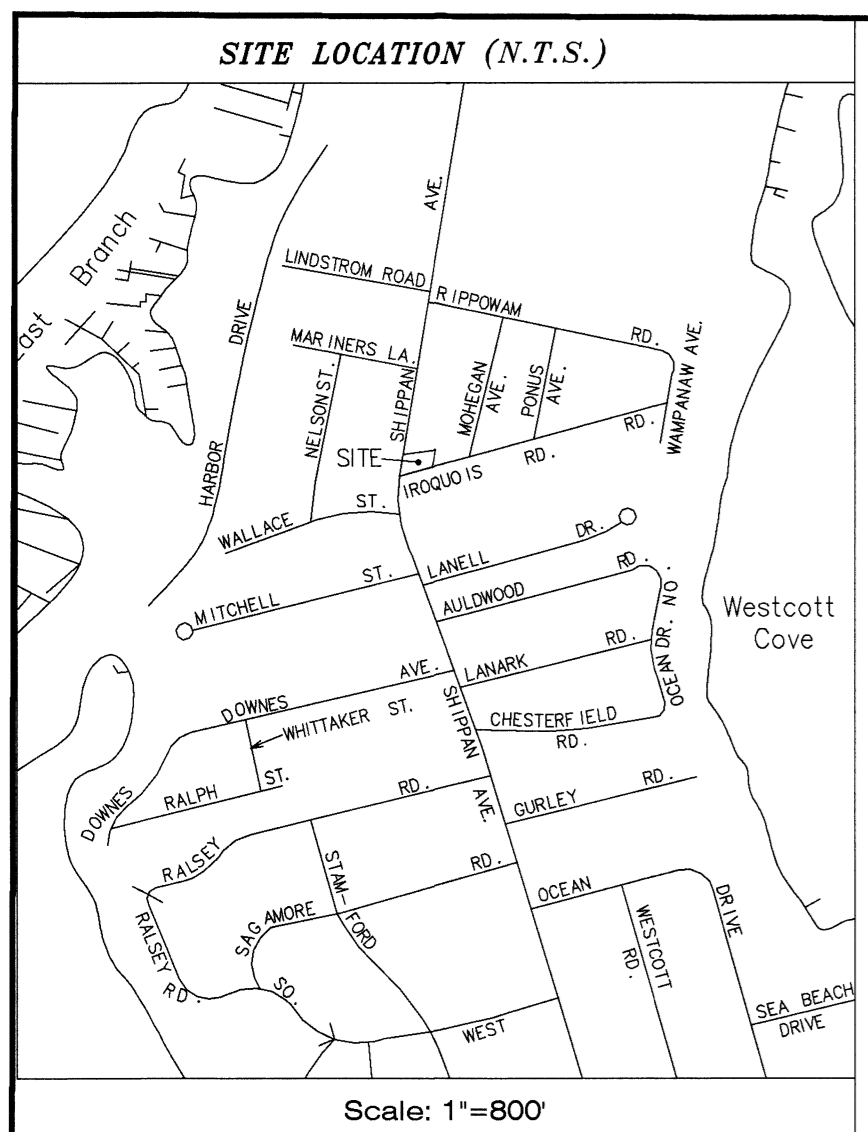 SITE LOCATION (N.T.S.)
AVE.
Branch
East
LINDSTROM ROAD
RIPPOWAM
RD.
DRIVE
MARINERS LA.
WAMPANAW AVE.
NELSON ST.
SHIPPAN
MOHEGAN
AVE.
PONUS
AVE.
RD.
SITE
RD.
IROQUOIS
HARBOR
WALLACE
ST.
DR.
LANELL
ST.
MITCHELL
RD.
AULDWOOD
OCEAN DR. NO.
Westcott
Cove
RD.
LANARK
AVE.
DOWNES
WHITTAKER ST.
SHIPPAN
CHESTERFIELD
RD.
ST.
RALPH
DOWNES
RD.
AVE.
RD.
GURLEY
RALSEY
STAM-
FORD
RD.
OCEAN
DRIVE
SAGAMORE
WESTCOTT
RD.
RALSEY
RD.
SO.
WEST
SEA BEACH
DRIVE
Scale: 1"=800'